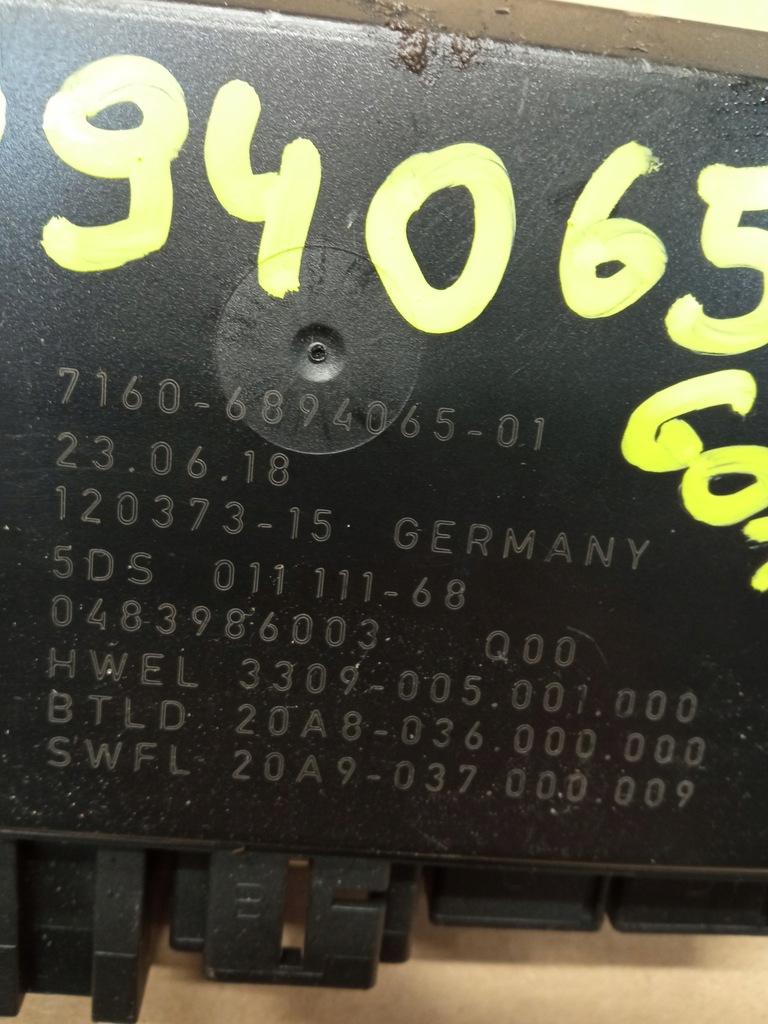 94065
7160-6894065-01
23.06.18
120373-15 GERMANY
5DS 011 111-68
0483986003 Q00
HWEL 3309-005.001.000
BTLD 20A8-036.000.000
SWFL 20A9-037.000.009